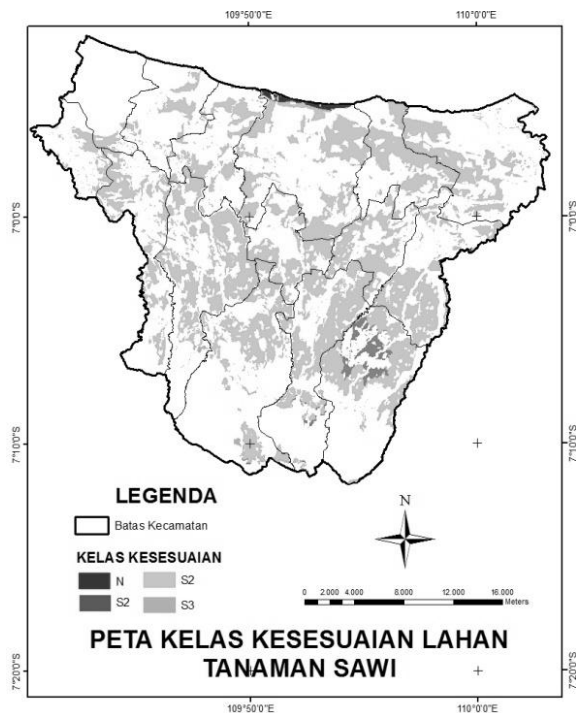 109°50'0"E 110°0'0"E
7°0'0"S 7°0'0"S
7°10'0"S 7°10'0"S
LEGENDA
Batas Kecamatan
KELAS KESESUAIAN
N S2
S2 S3
N
0 2.000 4.000 8.000 12.000 16.000
Meters
PETA KELAS KESESUAIAN LAHAN
TANAMAN SAWI
7°20'0"S 7°20'0"S
109°50'0"E 110°0'0"E